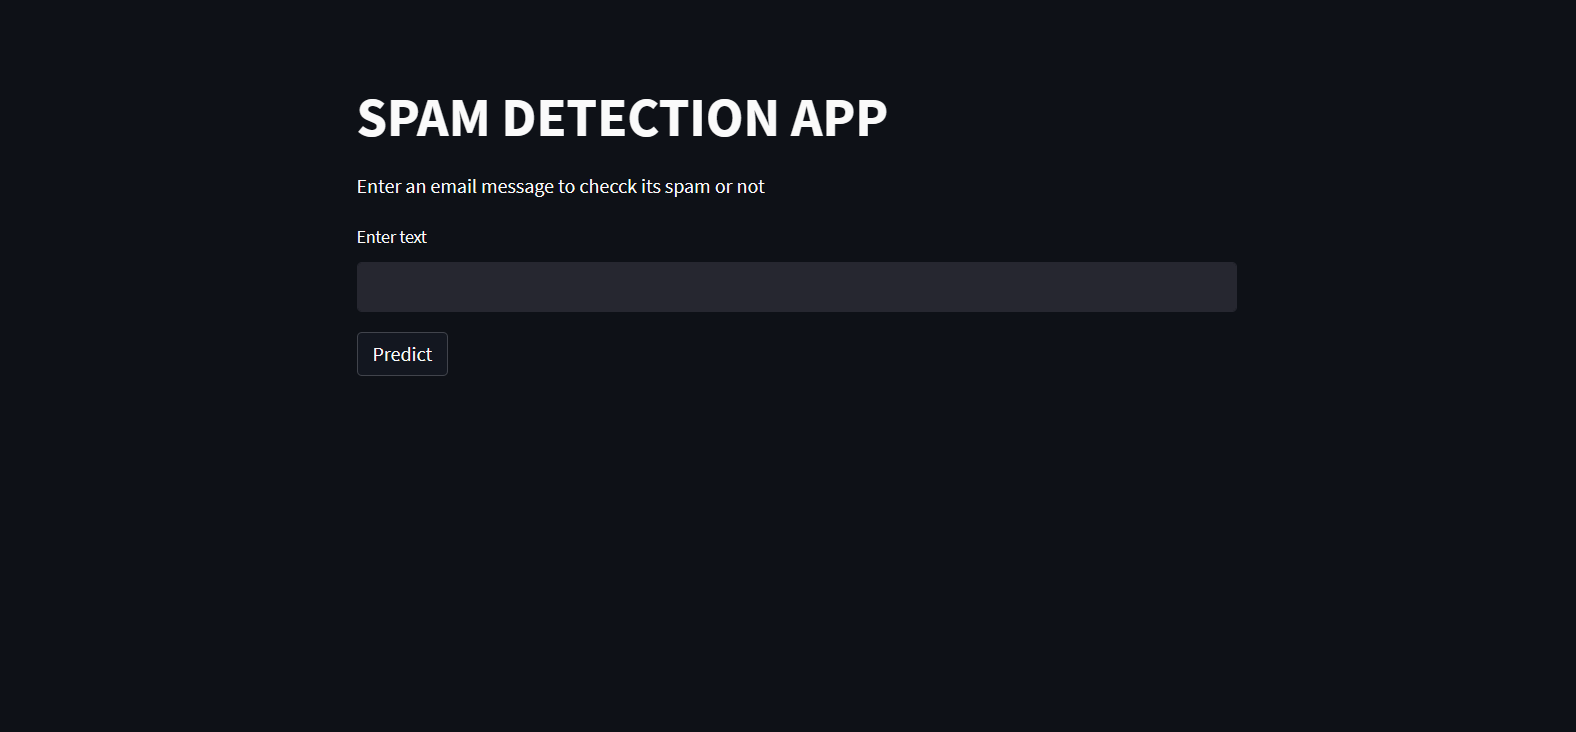 SPAM DETECTION APP
Enter an email message to checck its spam or not
Enter text
Predict